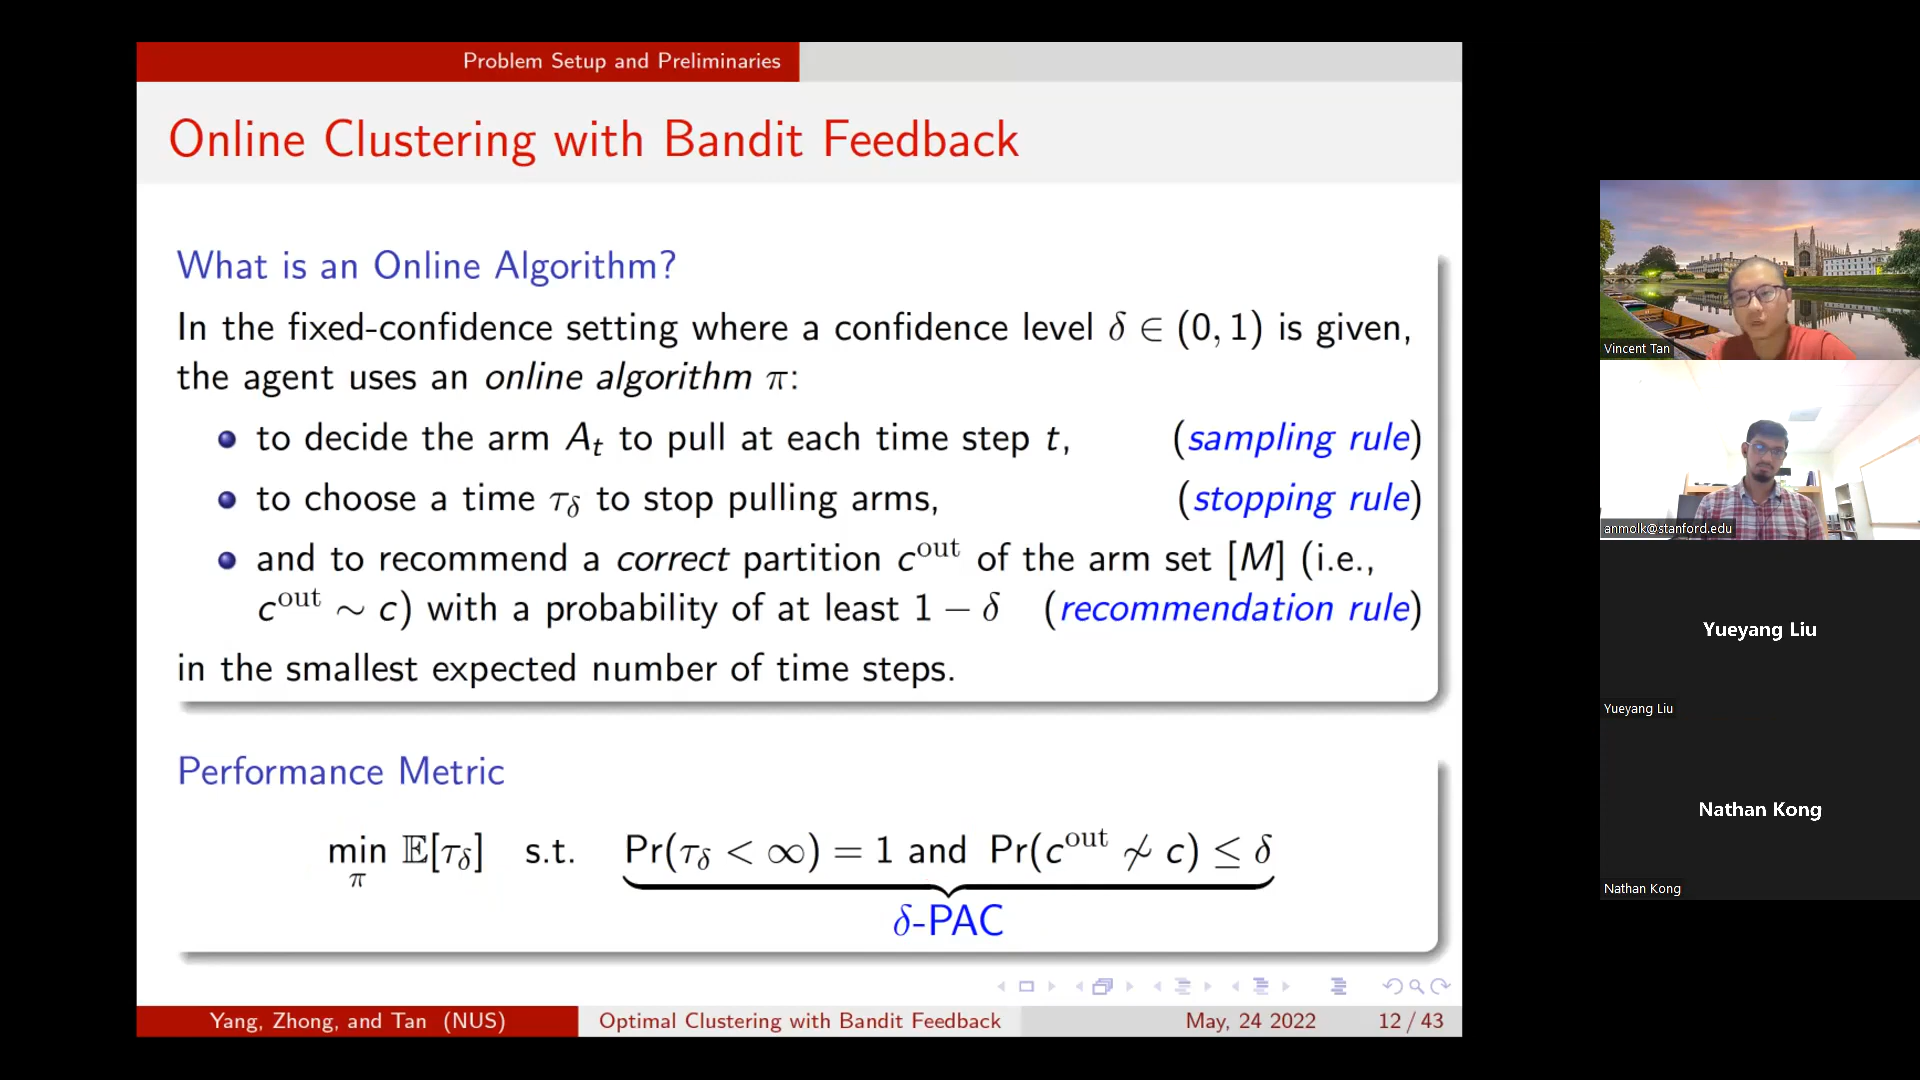 Problem Setup and Preliminaries
Online Clustering with Bandit Feedback
What is an Online Algorithm?
In the fixed-confidence setting where a confidence level δ ∈ (0, 1) is given,
the agent uses an online algorithm π:
to decide the arm Aₜ to pull at each time step t, (sampling rule)
to choose a time τ_δ to stop pulling arms, (stopping rule)
and to recommend a correct partition c^out of the arm set [M] (i.e.,
c^out ∼ c) with a probability of at least 1 − δ (recommendation rule)
in the smallest expected number of time steps.
Performance Metric
min 𝔼[τ_δ] s.t. Pr(τ_δ < ∞) = 1 and Pr(c^out ≁ c) ≤ δ
π
δ-PAC
Yang, Zhong, and Tan (NUS) Optimal Clustering with Bandit Feedback May, 24 2022 12 / 43
Vincent Tan
anmolk@stanford.edu
Yueyang Liu
Yueyang Liu
Nathan Kong
Nathan Kong